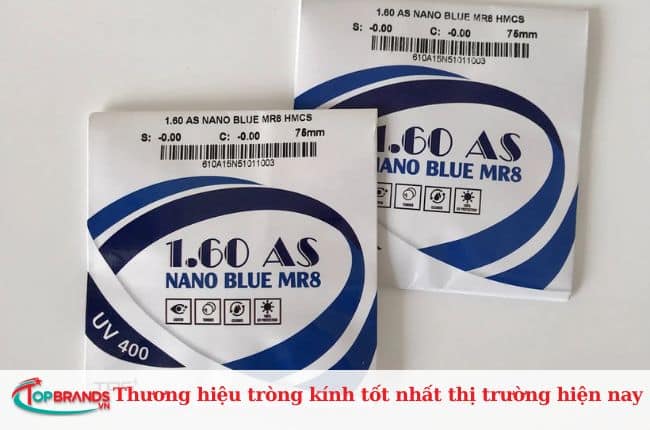 1.60 AS NANO BLUE MR8 HMCS
S: -0.00 C: -0.00 75mm
610A15N51011003
1.60 AS
NANO BLUE MR8
1.60 AS NANO BLUE MR8 HMCS
S: -0.00 C: -0.00 75mm
610A15N51011003
1.60 AS
NANO BLUE MR8
UV 400
TOPBRANDS.VN
Thương hiệu tròng kính tốt nhất thị trường hiện nay